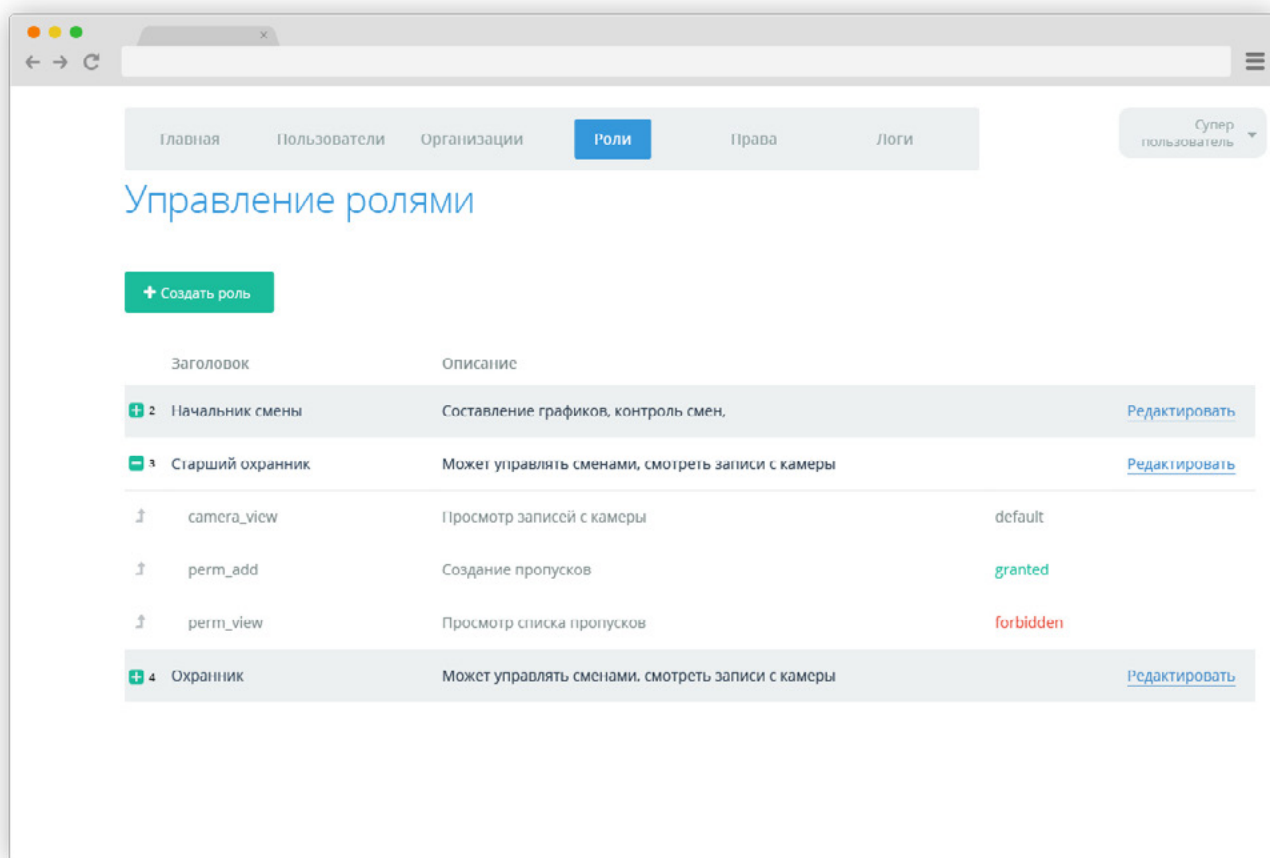 Главная Пользователи Организации Роли Права Логи
Супер
пользователь
Управление ролями
Создать роль
Заголовок Описание
2 Начальник смены Составление графиков, контроль смен, Редактировать
3 Старший охранник Может управлять сменами, смотреть записи с камеры Редактировать
camera_view Просмотр записей с камеры default
perm_add Создание пропусков granted
perm_view Просмотр списка пропусков forbidden
4 Охранник Может управлять сменами, смотреть записи с камеры Редактировать